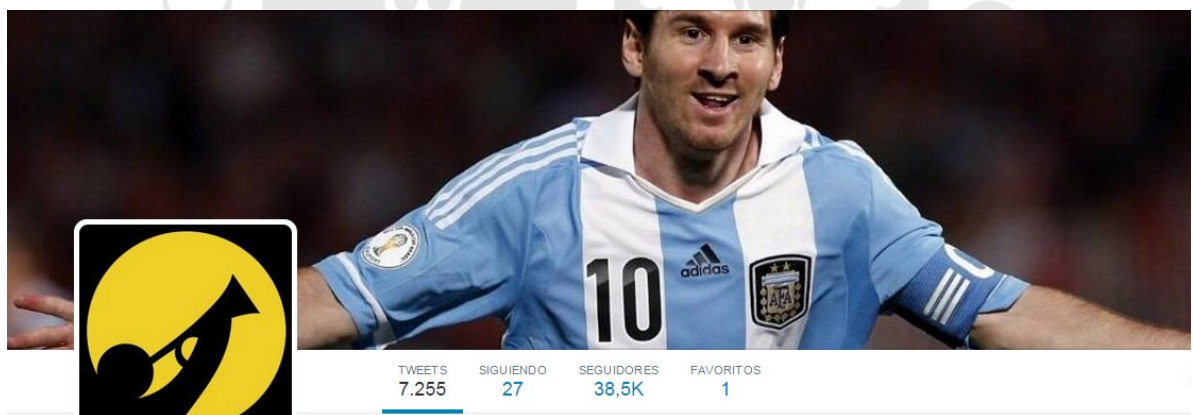 10
adidas
AFA
TWEETS SIGUIENDO SEGUIDORES FAVORITOS
7.255 27 38,5K 1